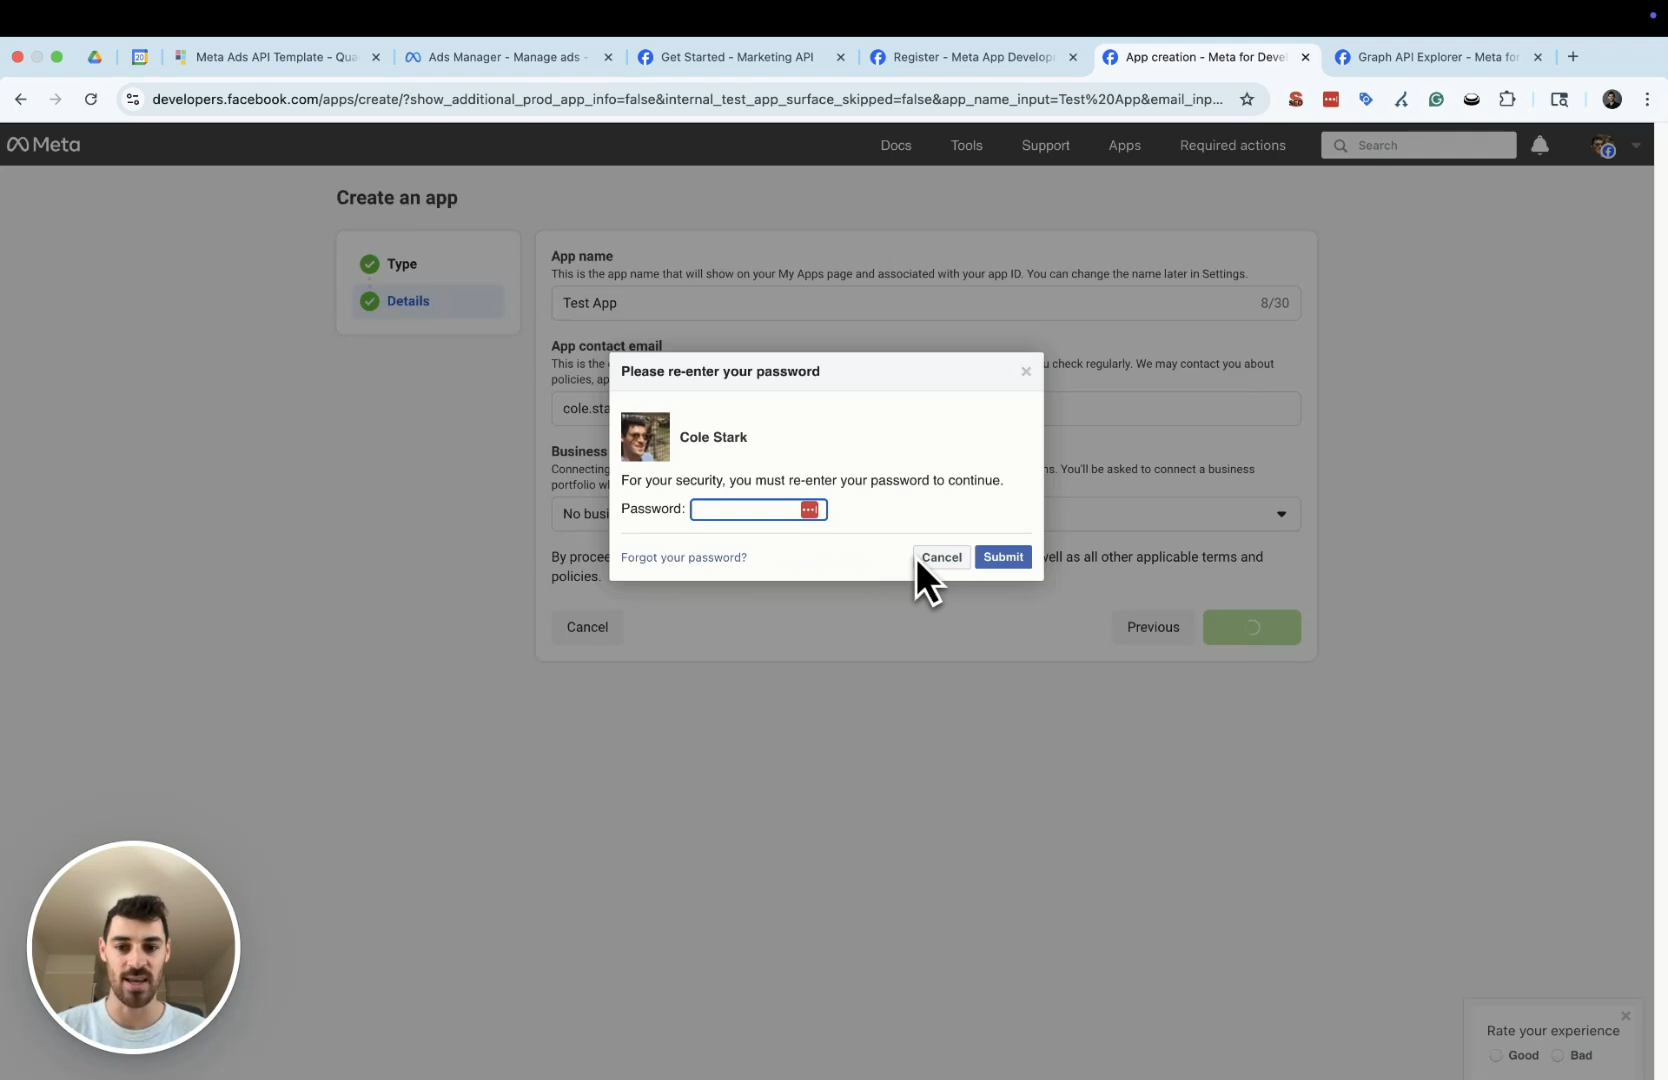 20
Meta Ads API Template - Qua
Ads Manager - Manage ads -
Get Started - Marketing API
Register - Meta App Develop
App creation - Meta for Deve
Graph API Explorer - Meta for
developers.facebook.com/apps/create/?show_additional_prod_app_info=false&internal_test_app_surface_skipped=false&app_name_input=Test%20App&email_inp...
Meta
Docs
Tools
Support
Apps
Required actions
Search
Create an app
Type
Details
App name
This is the app name that will show on your My Apps page and associated with your app ID. You can change the name later in Settings.
Test App
8/30
App contact email
This is the
u check regularly. We may contact you about
policies, ap
cole.sta
Business
Connecting
ns. You'll be asked to connect a business
portfolio w
No busi
By procee
vell as all other applicable terms and
policies.
Cancel
Previous
Please re-enter your password
Cole Stark
For your security, you must re-enter your password to continue.
Password:
Forgot your password?
Cancel
Submit
Rate your experience
Good
Bad